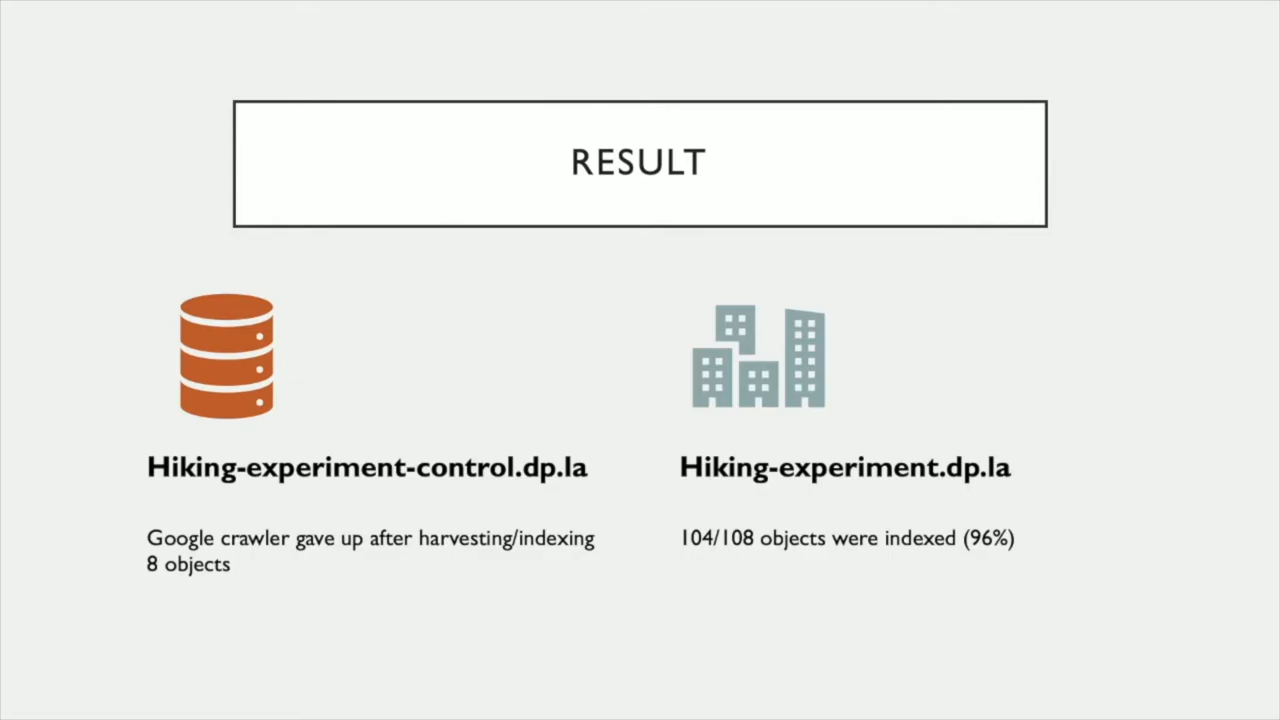 RESULT
Hiking-experiment-control.dp.la
Google crawler gave up after harvesting/indexing
8 objects
Hiking-experiment.dp.la
104/108 objects were indexed (96%)